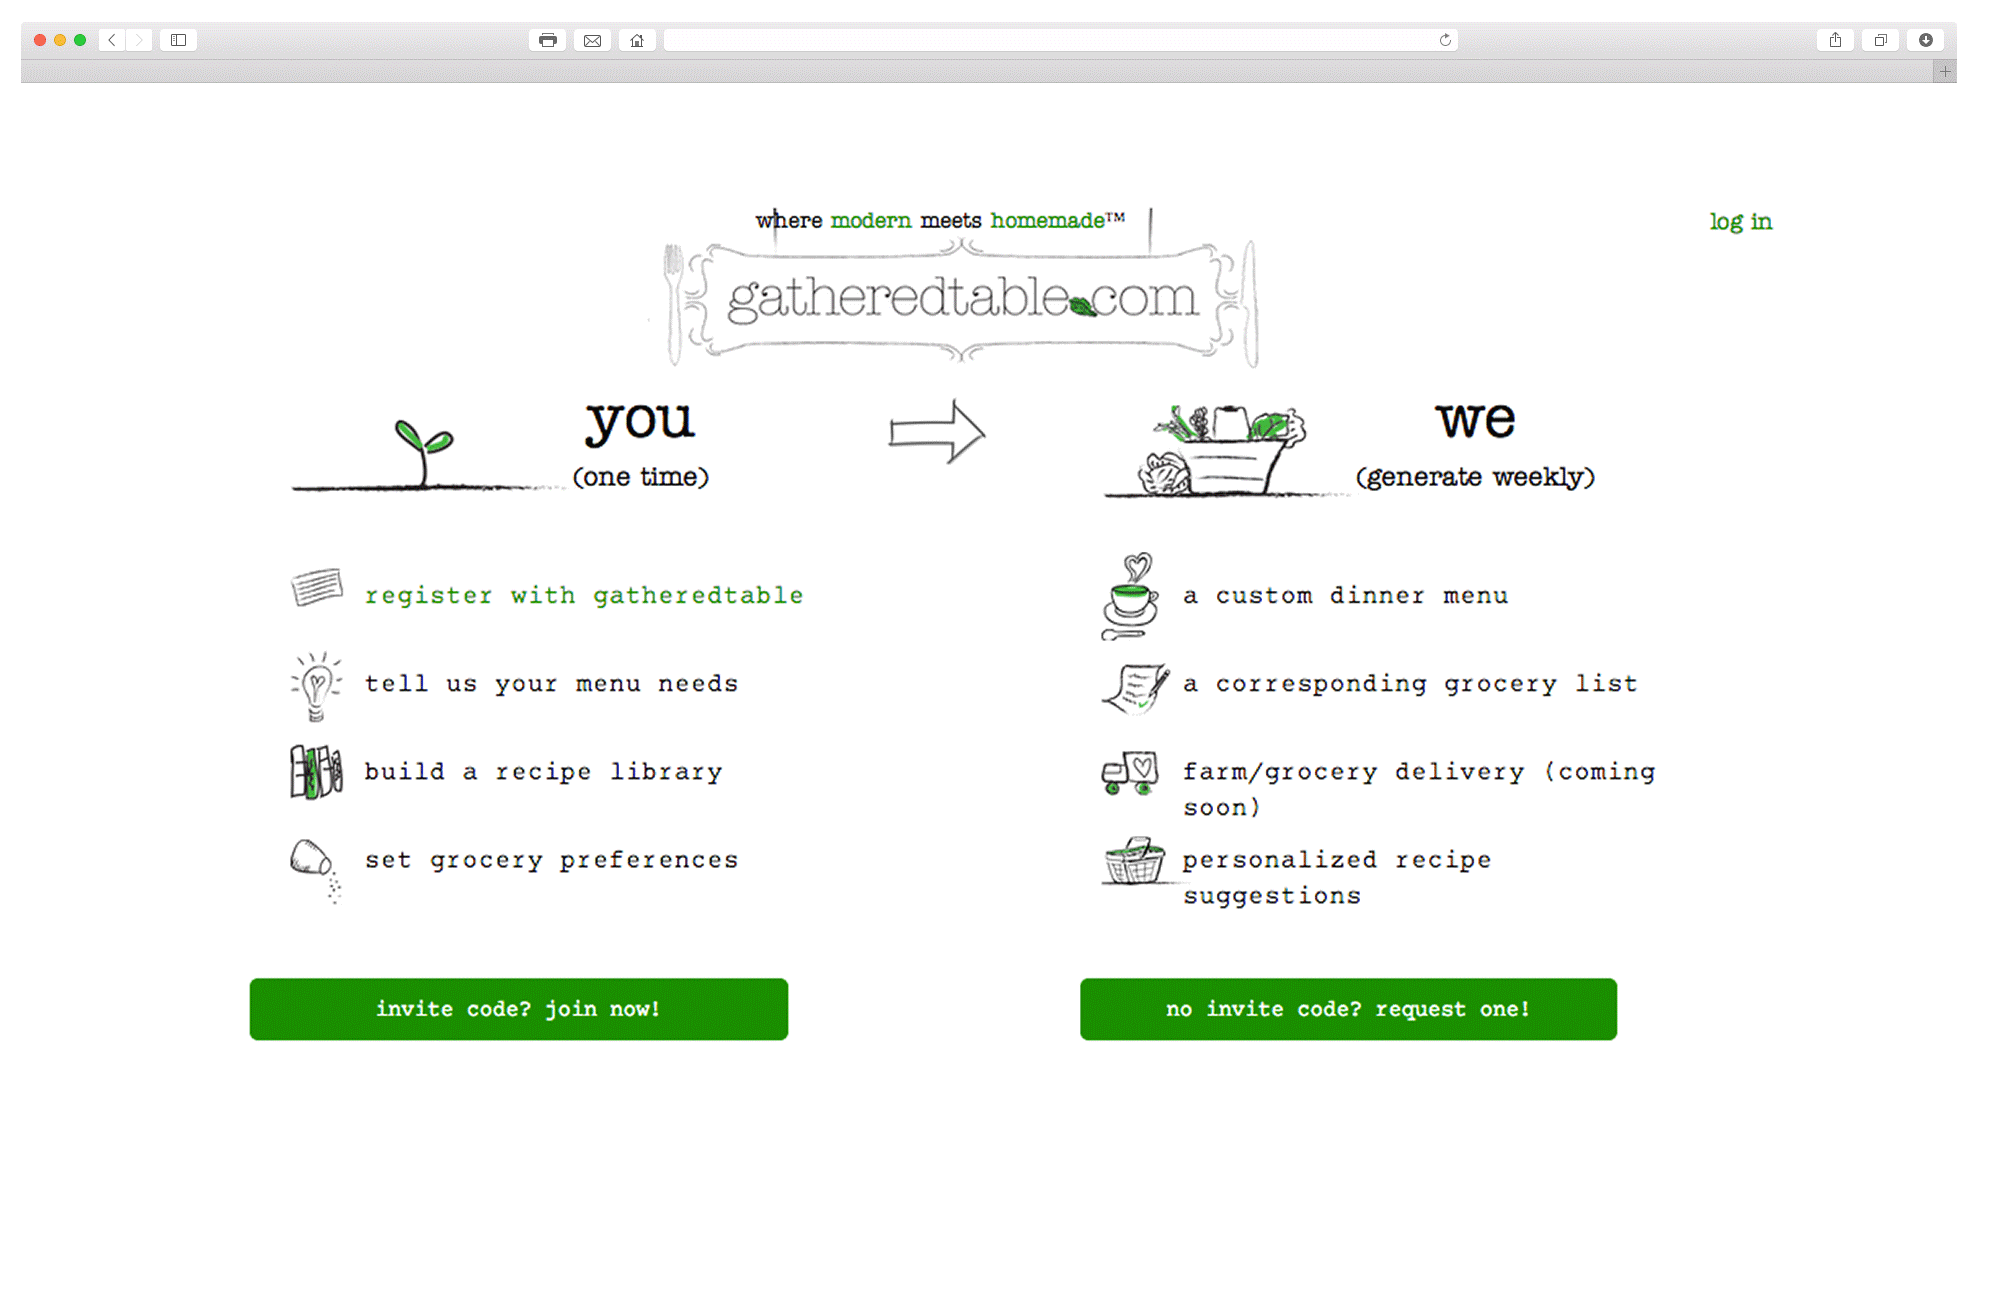 where modern meets homemade™
log in
gatheredtable.com
you
(one time)
we
(generate weekly)
register with gatheredtable
tell us your menu needs
build a recipe library
set grocery preferences
a custom dinner menu
a corresponding grocery list
farm/grocery delivery (coming
soon)
personalized recipe
suggestions
invite code? join now!
no invite code? request one!